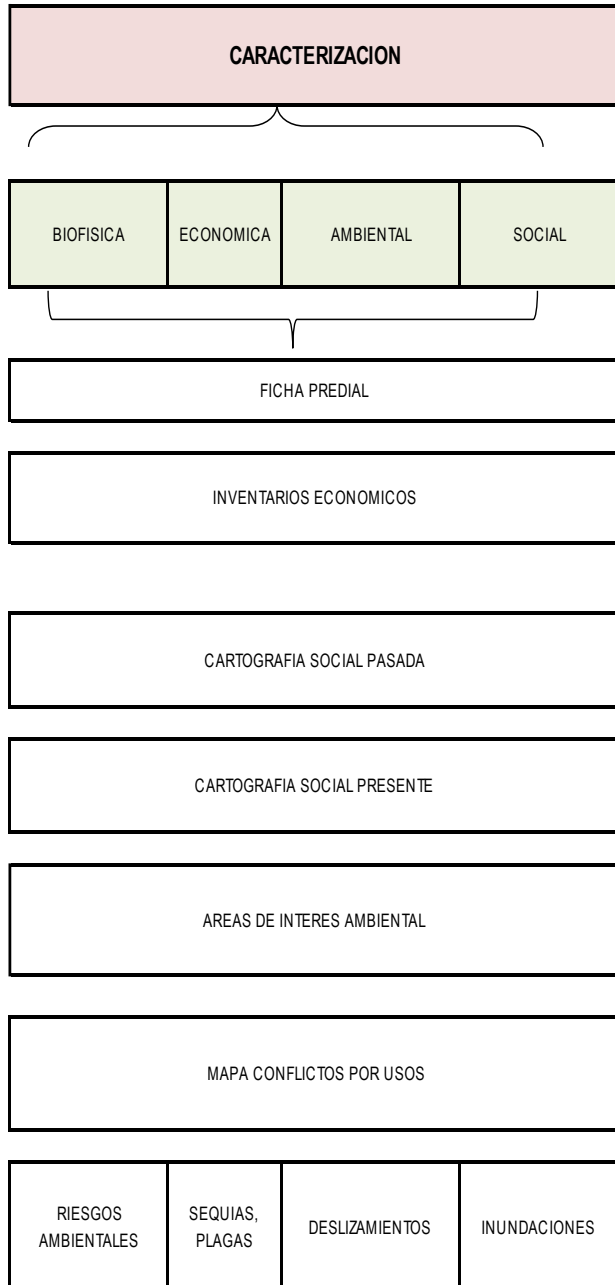 CARACTERIZACION
BIOFISICA
ECONOMICA
AMBIENTAL
SOCIAL
FICHA PREDIAL
INVENTARIOS ECONOMICOS
CARTOGRAFIA SOCIAL PASADA
CARTOGRAFIA SOCIAL PRESENTE
AREAS DE INTERES AMBIENTAL
MAPA CONFLICTOS POR USOS
RIESGOS
AMBIENTALES
SEQUIAS,
PLAGAS
DESLIZAMIENTOS
INUNDACIONES